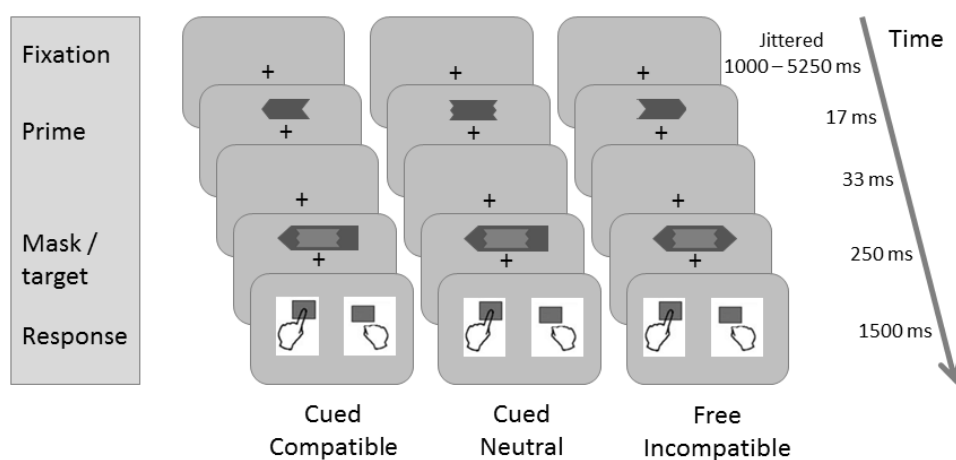 Fixation
Prime
Mask /
target
Response
+ + +
+ + +
+ + +
+ + +
Jittered
1000 – 5250 ms
17 ms
33 ms
250 ms
1500 ms
Time
Cued
Compatible
Cued
Neutral
Free
Incompatible